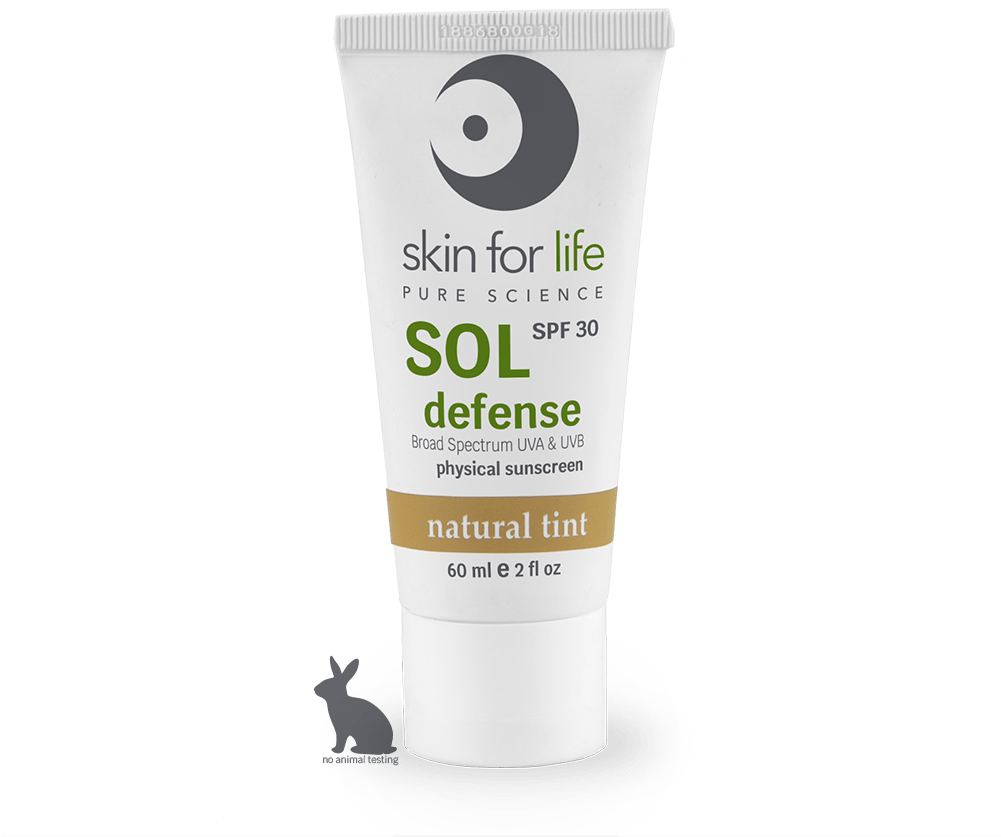 1886800918
skin for life
PURE SCIENCE
SOL SPF 30
defense
Broad Spectrum UVA & UVB
physical sunscreen
natural tint
60 ml e 2 fl oz
no animal testing